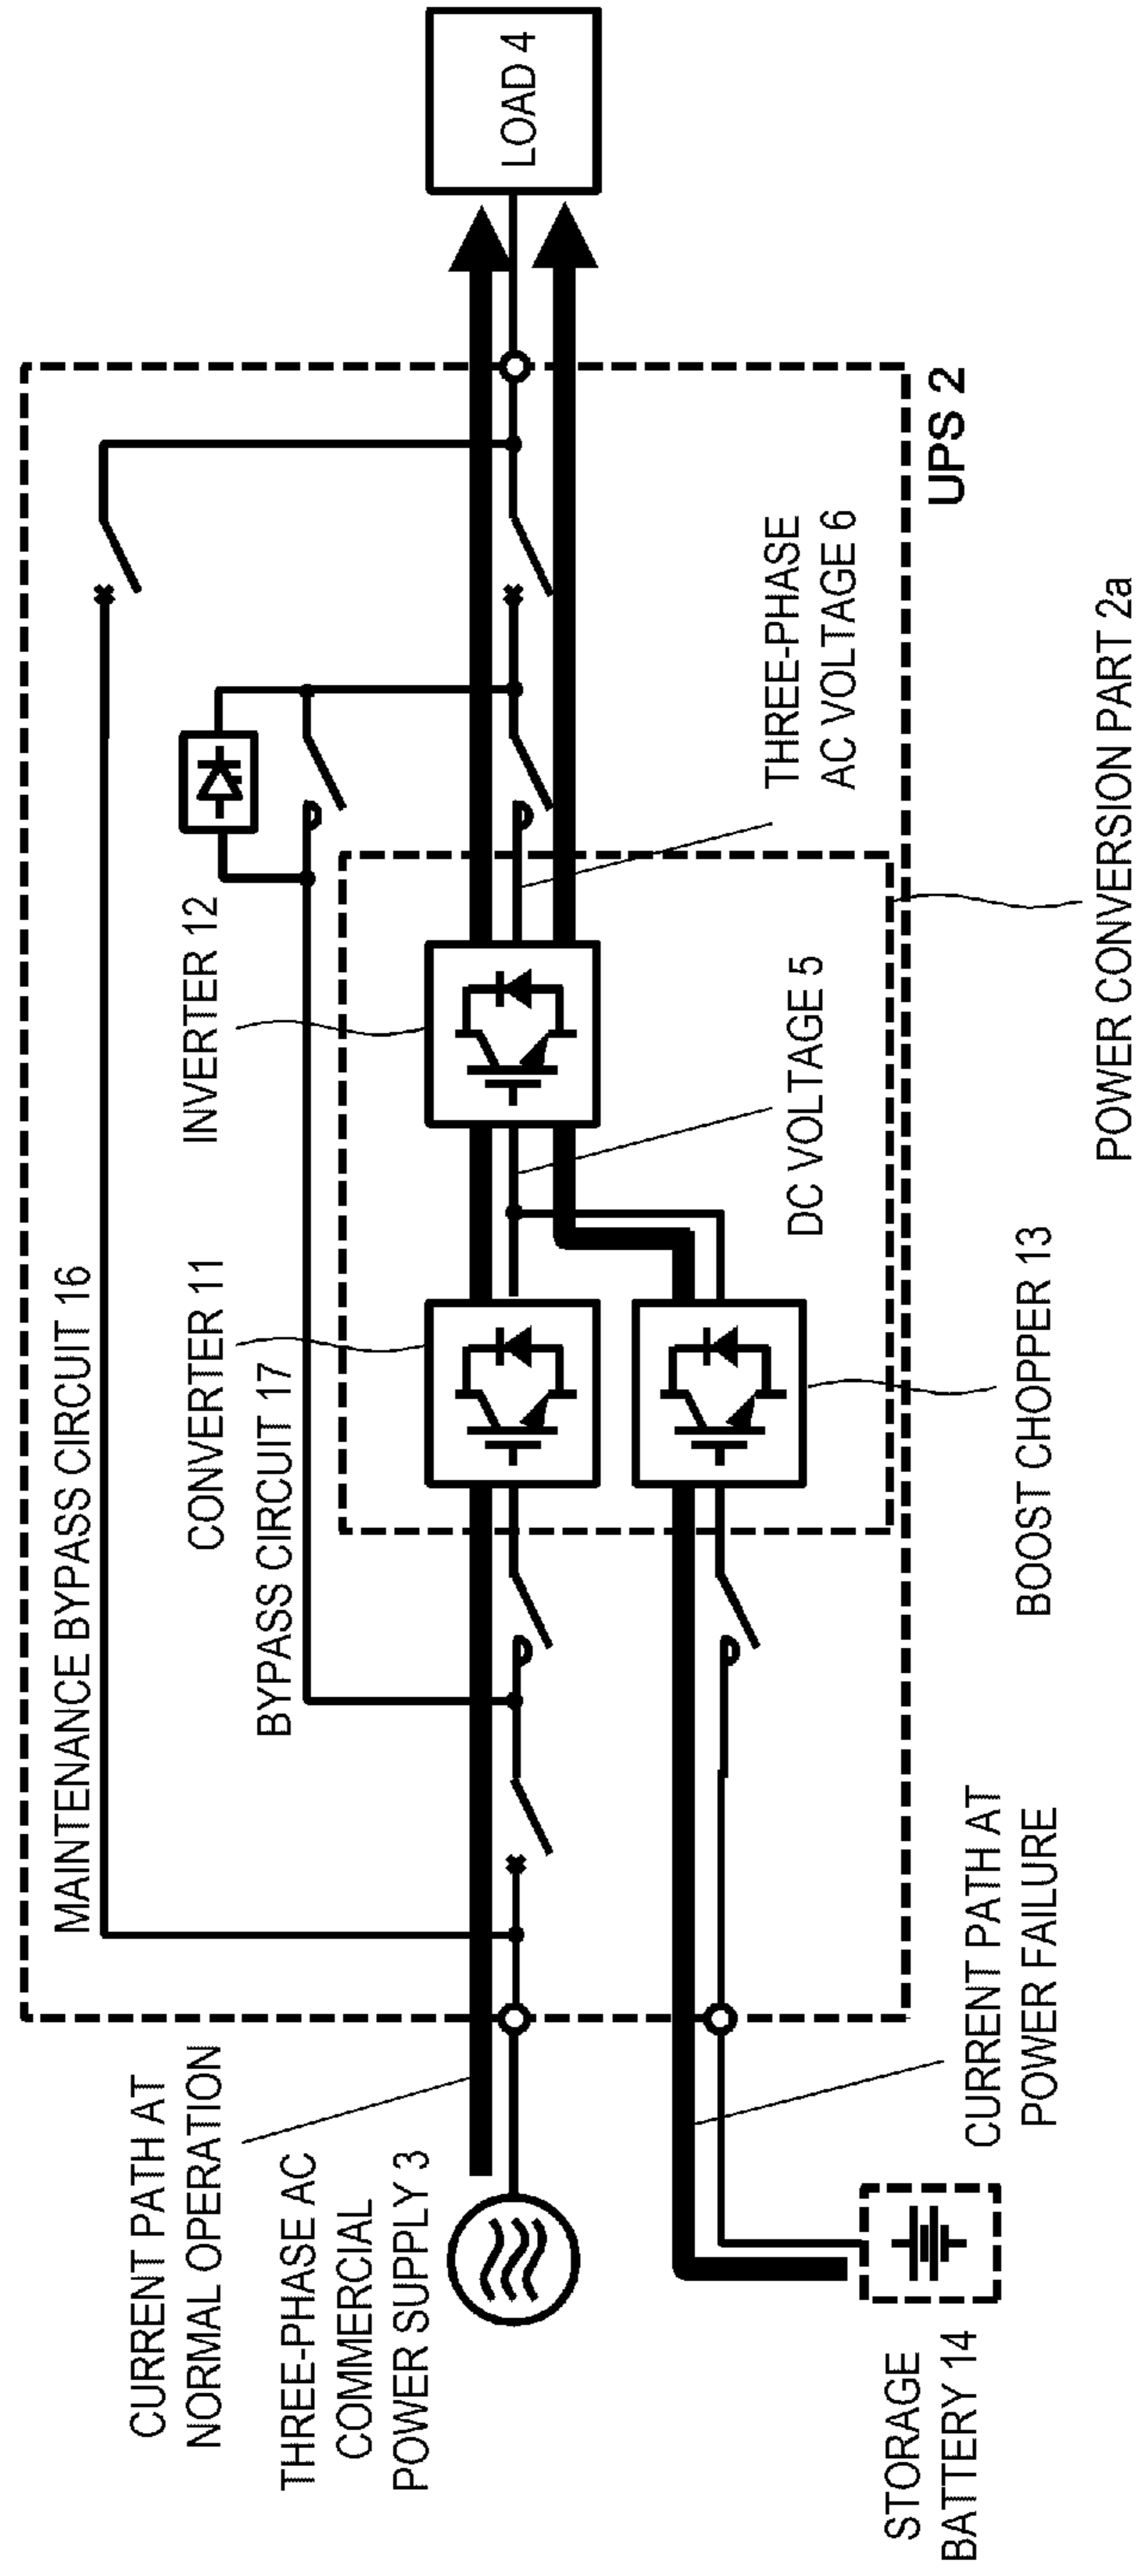 MAINTENANCE BYPASS CIRCUIT 16
CURRENT PATH AT
NORMAL OPERATION
CONVERTER 11
INVERTER 12
BYPASS CIRCUIT 17
THREE-PHASE AC
COMMERCIAL
POWER SUPPLY 3
LOAD 4
THREE-PHASE
AC VOLTAGE 6
DC VOLTAGE 5
STORAGE
BATTERY 14
UPS 2
CURRENT PATH AT
POWER FAILURE
BOOST CHOPPER 13
POWER CONVERSION PART 2a